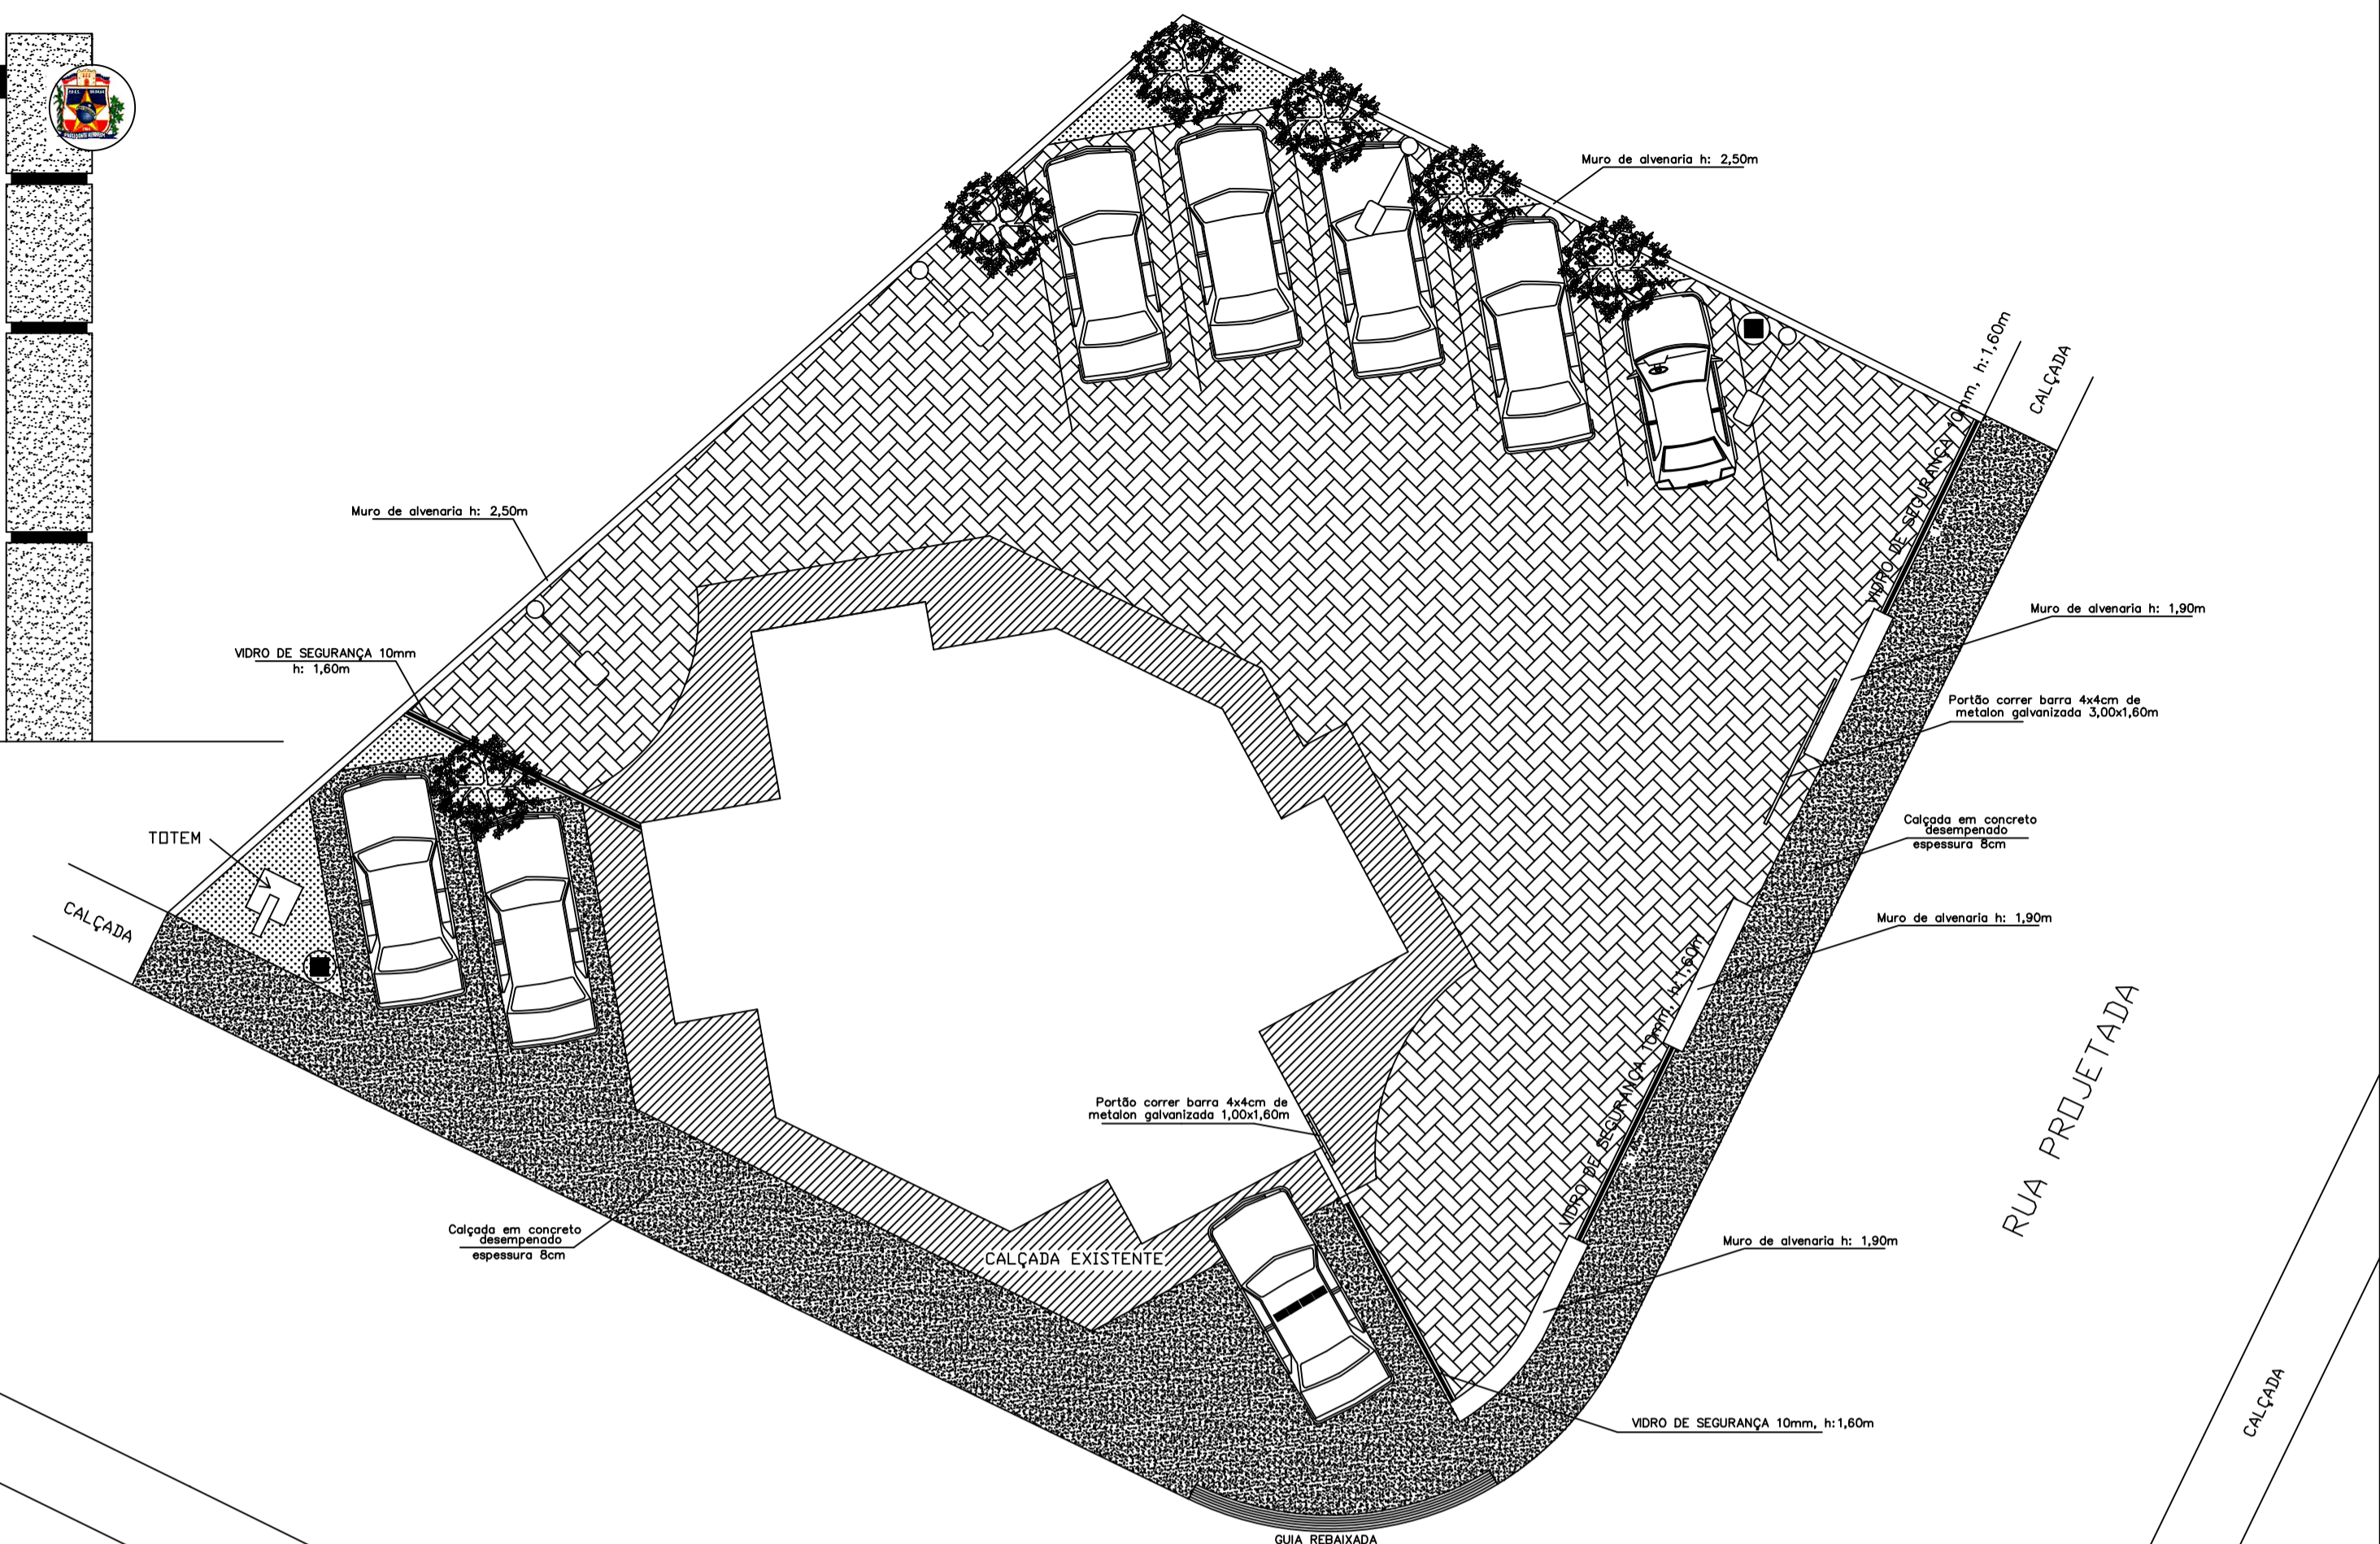 Muro de alvenaria h: 2,50m
VIDRO DE SEGURANÇA 10mm, h:1,60m
CALÇADA
Muro de alvenaria h: 2,50m
Muro de alvenaria h: 1,90m
VIDRO DE SEGURANÇA 10mm
h: 1,60m
Portão correr barra 4x4cm de
metalon galvanizada 3,00x1,60m
TOTEM
Calçada em concreto
desempenado
espessura 8cm
CALÇADA
Muro de alvenaria h: 1,90m
VIDRO DE SEGURANÇA 10mm, h:1,60m
RUA PROJETADA
Portão correr barra 4x4cm de
metalon galvanizada 1,00x1,60m
Calçada em concreto
desempenado
espessura 8cm
CALÇADA EXISTENTE
Muro de alvenaria h: 1,90m
CALÇADA
VIDRO DE SEGURANÇA 10mm, h:1,60m
GUIA REBAIXADA